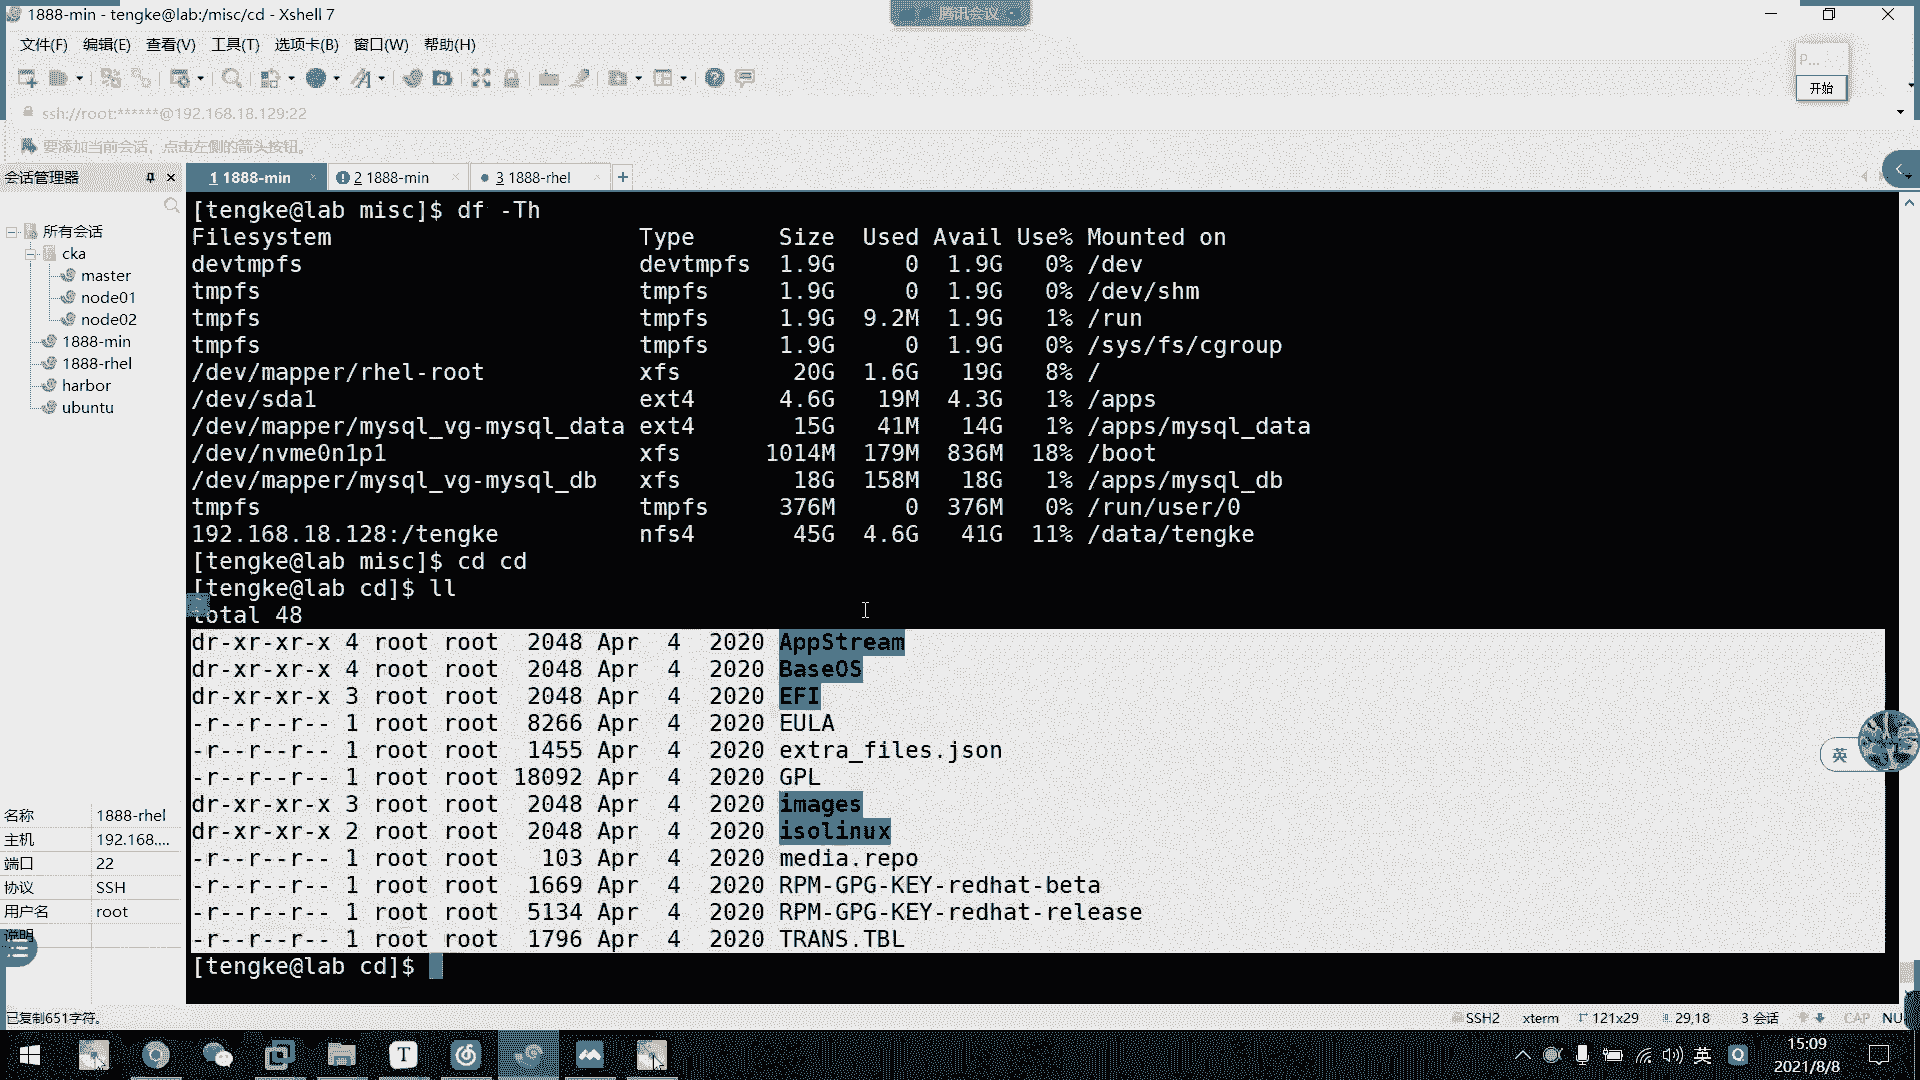 1888-min - tengke@lab:/misc/cd - Xshell 7
腾讯会议
文件(F) 编辑(E) 查看(V) 工具(T) 选项卡(B) 窗口(W) 帮助(H)
P...
开始
ssh://root:******@192.168.18.129:22
要添加当前会话，点击左侧的箭头按钮。
会话管理器
1 1888-min
2 1888-min
3 1888-rhel
所有会话
cka
master
node01
node02
1888-min
1888-rhel
harbor
ubuntu
[tengke@lab misc]$ df -Th
Filesystem Type Size Used Avail Use% Mounted on
devtmpfs devtmpfs 1.9G 0 1.9G 0% /dev
tmpfs tmpfs 1.9G 0 1.9G 0% /dev/shm
tmpfs tmpfs 1.9G 9.2M 1.9G 1% /run
tmpfs tmpfs 1.9G 0 1.9G 0% /sys/fs/cgroup
/dev/mapper/rhel-root xfs 20G 1.6G 19G 8% /
/dev/sda1 ext4 4.6G 19M 4.3G 1% /apps
/dev/mapper/mysql_vg-mysql_data ext4 15G 41M 14G 1% /apps/mysql_data
/dev/nvme0n1p1 xfs 1014M 179M 836M 18% /boot
/dev/mapper/mysql_vg-mysql_db xfs 18G 158M 18G 1% /apps/mysql_db
tmpfs tmpfs 376M 0 376M 0% /run/user/0
192.168.18.128:/tengke nfs4 45G 4.6G 41G 11% /data/tengke
[tengke@lab misc]$ cd cd
[tengke@lab cd]$ ll
total 48
dr-xr-xr-x 4 root root 2048 Apr 4 2020 AppStream
dr-xr-xr-x 4 root root 2048 Apr 4 2020 BaseOS
dr-xr-xr-x 3 root root 2048 Apr 4 2020 EFI
-r--r--r-- 1 root root 8266 Apr 4 2020 EULA
-r--r--r-- 1 root root 1455 Apr 4 2020 extra_files.json
-r--r--r-- 1 root root 18092 Apr 4 2020 GPL
dr-xr-xr-x 3 root root 2048 Apr 4 2020 images
dr-xr-xr-x 2 root root 2048 Apr 4 2020 isolinux
-r--r--r-- 1 root root 103 Apr 4 2020 media.repo
-r--r--r-- 1 root root 1669 Apr 4 2020 RPM-GPG-KEY-redhat-beta
-r--r--r-- 1 root root 5134 Apr 4 2020 RPM-GPG-KEY-redhat-release
-r--r--r-- 1 root root 1796 Apr 4 2020 TRANS.TBL
[tengke@lab cd]$
英
名称 1888-rhel
主机 192.168....
端口 22
协议 SSH
用户名 root
说明
已复制651字符。
SSH2 xterm 121x29 29,18 3 会话 CAP NU
英
15:09
2021/8/8